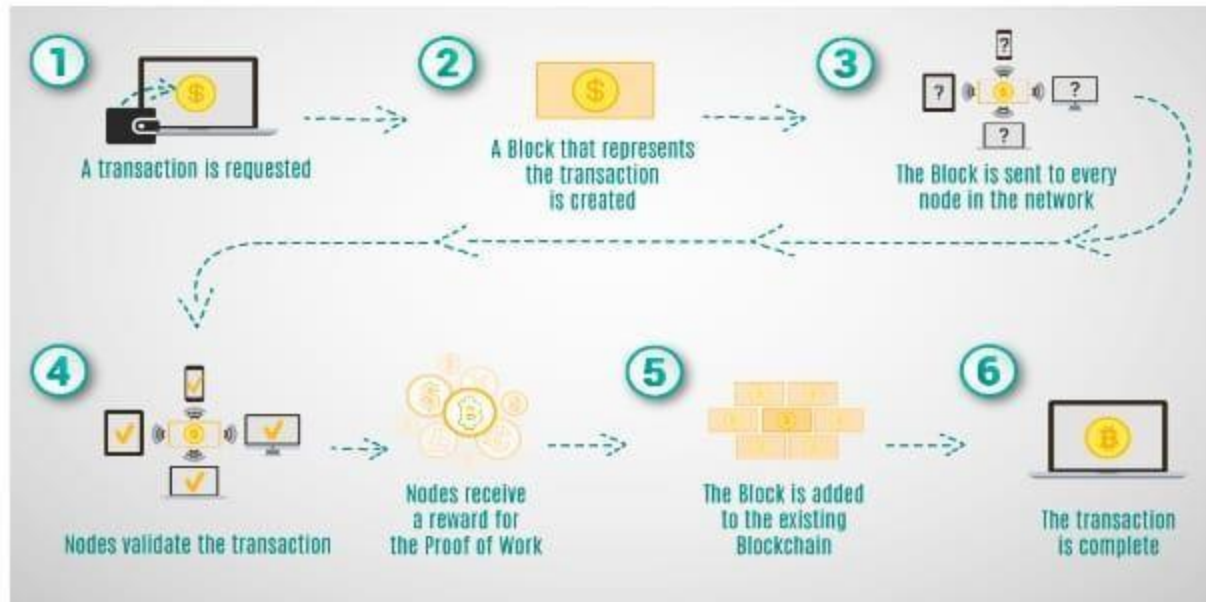 1
A transaction is requested
2
A Block that represents
the transaction
is created
3
The Block is sent to every
node in the network
4
Nodes validate the transaction
Nodes receive
a reward for
the Proof of Work
5
The Block is added
to the existing
Blockchain
6
The transaction
is complete